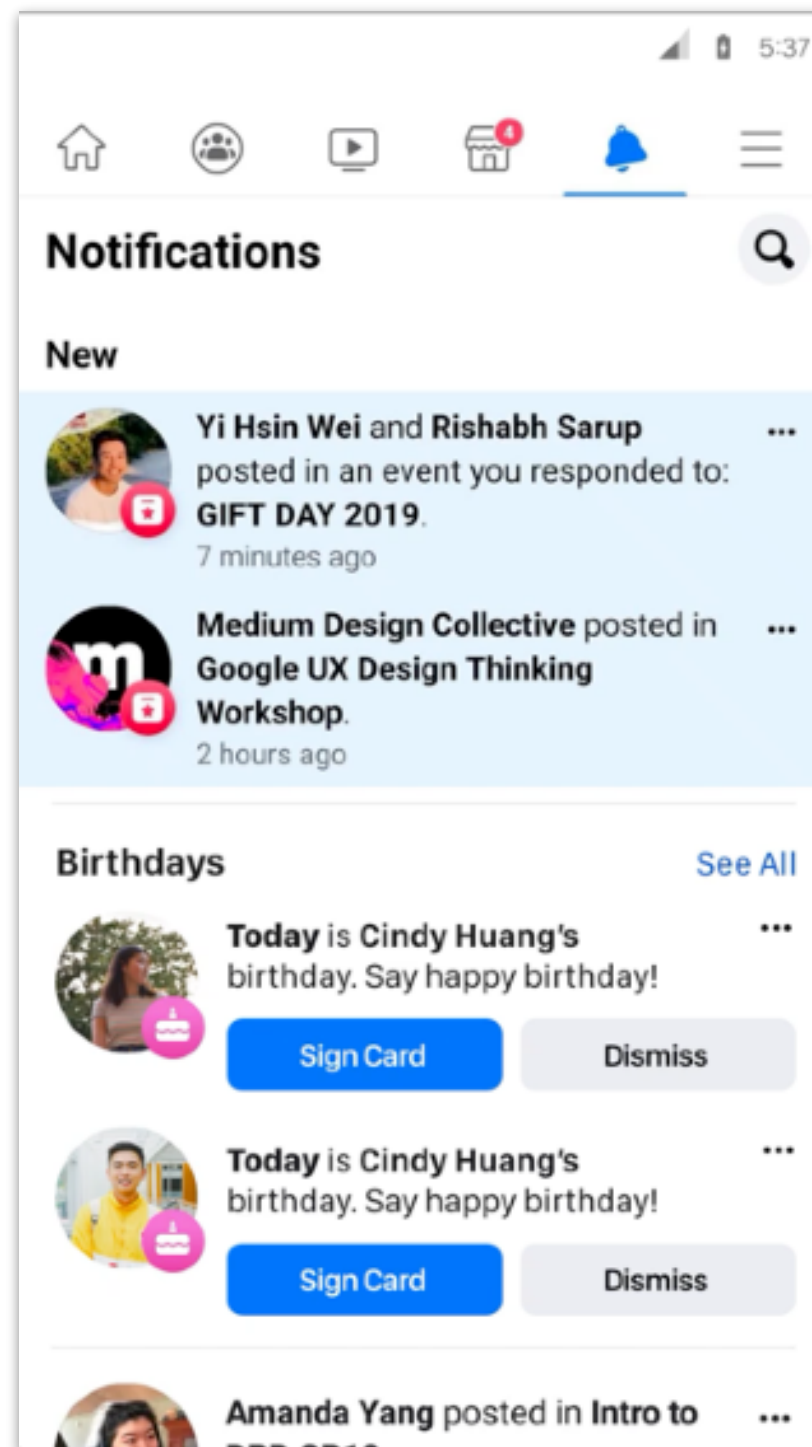 5:37
4
Notifications
New
Yi Hsin Wei and Rishabh Sarup
posted in an event you responded to:
GIFT DAY 2019.
7 minutes ago
m
Medium Design Collective posted in
Google UX Design Thinking
Workshop.
2 hours ago
Birthdays
See All
Today is Cindy Huang's
birthday. Say happy birthday!
Sign Card
Dismiss
Today is Cindy Huang's
birthday. Say happy birthday!
Sign Card
Dismiss
Amanda Yang posted in Intro to